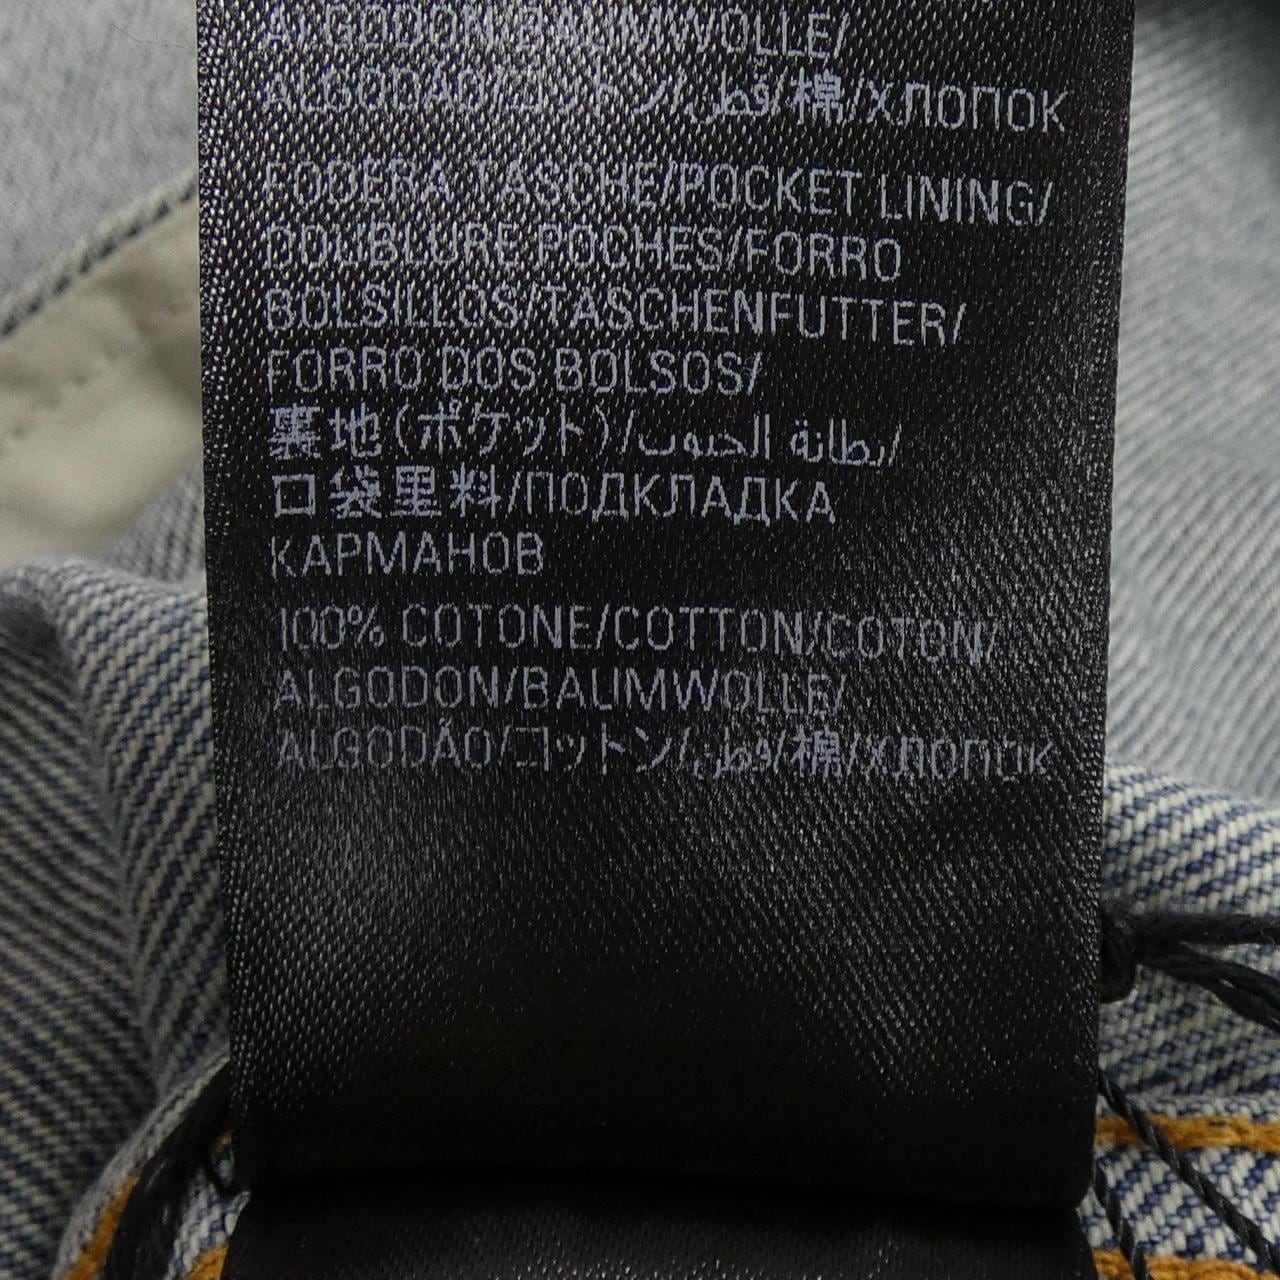 ALGODON/BAUMWOLLE/
ALGODÃO/コットン/قطن/棉/ХЛОПОК
FODERA TASCHE/POCKET LINING/
DOUBLURE POCHES/FORRO
BOLSILLOS/TASCHENFUTTER/
FORRO DOS BOLSOS/
裏地(ポケット)/بطانة الجيوب/
口袋里料/ПОДКЛАДКА
КАРМАНОВ
100% COTONE/COTTON/COTON/
ALGODON/BAUMWOLLE/
ALGODÃO/コットン/قطن/棉/ХЛОПОК